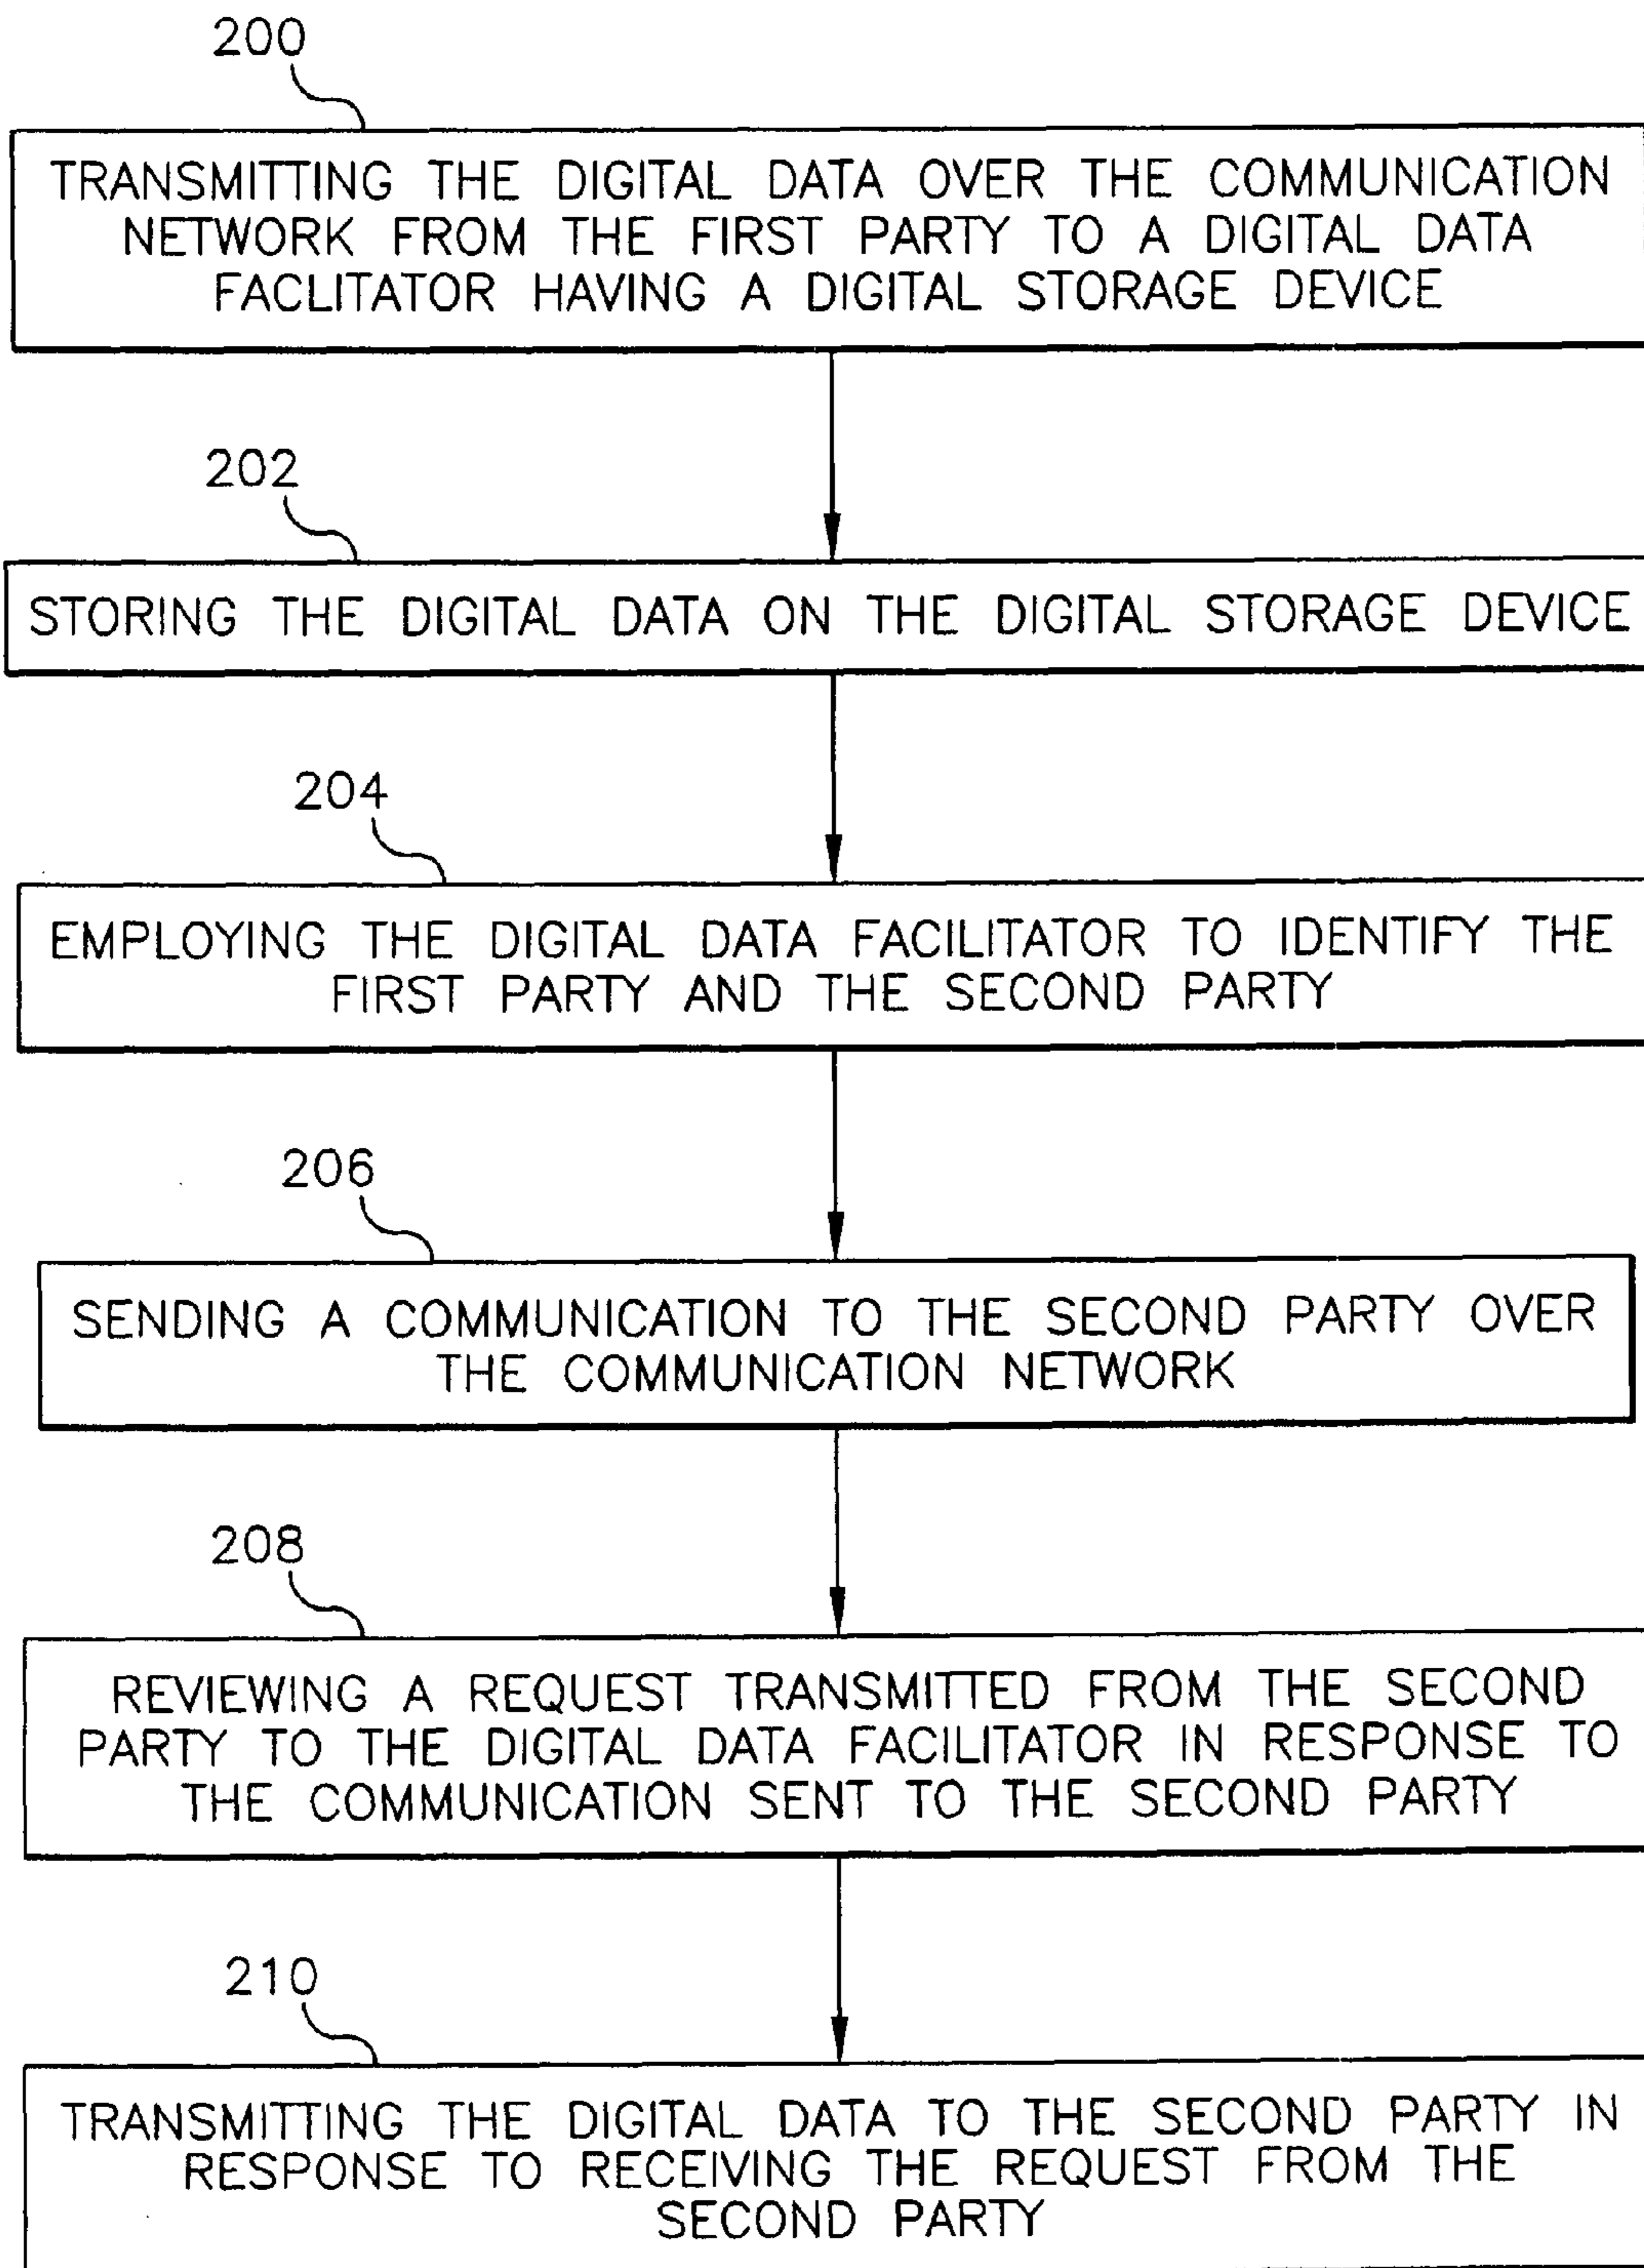 200
TRANSMITTING THE DIGITAL DATA OVER THE COMMUNICATION
NETWORK FROM THE FIRST PARTY TO A DIGITAL DATA
FACLITATOR HAVING A DIGITAL STORAGE DEVICE
202
STORING THE DIGITAL DATA ON THE DIGITAL STORAGE DEVICE
204
EMPLOYING THE DIGITAL DATA FACILITATOR TO IDENTIFY THE
FIRST PARTY AND THE SECOND PARTY
206
SENDING A COMMUNICATION TO THE SECOND PARTY OVER
THE COMMUNICATION NETWORK
208
REVIEWING A REQUEST TRANSMITTED FROM THE SECOND
PARTY TO THE DIGITAL DATA FACILITATOR IN RESPONSE TO
THE COMMUNICATION SENT TO THE SECOND PARTY
210
TRANSMITTING THE DIGITAL DATA TO THE SECOND PARTY IN
RESPONSE TO RECEIVING THE REQUEST FROM THE
SECOND PARTY